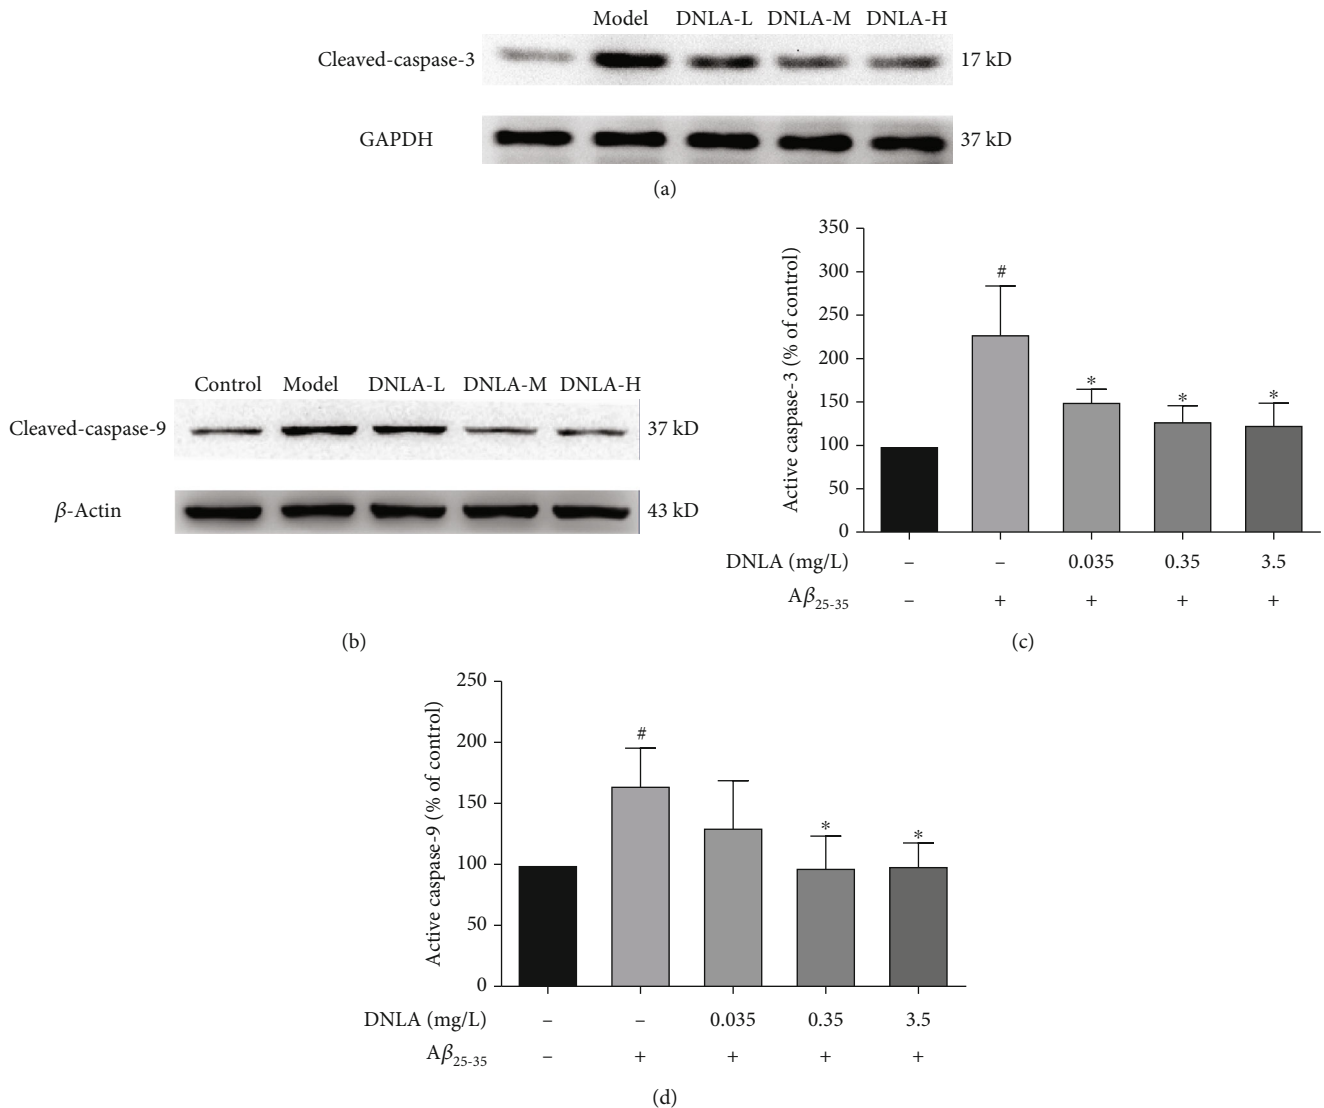 Model DNLA-L DNLA-M DNLA-H
Cleaved-caspase-3 17 kD
GAPDH 37 kD
(a)
Control Model DNLA-L DNLA-M DNLA-H
Cleaved-caspase-9 37 kD
β-Actin 43 kD
(b)
Active caspase-3 (% of control)
350
300
250
200
150
100
50
0
#
*
*
*
DNLA (mg/L) – – 0.035 0.35 3.5
Aβ25-35 – + + + +
(c)
Active caspase-9 (% of control)
250
200
150
100
50
0
#
*
*
DNLA (mg/L) – – 0.035 0.35 3.5
Aβ25-35 – + + + +
(d)